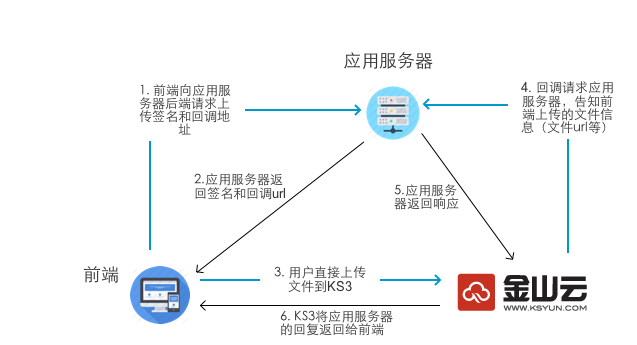 应用服务器
1. 前端向应用服
务器后端请求上
传签名和回调地
址
4. 回调请求应用
服务器，告知前
端上传的文件信
息（文件url等）
2.应用服务器返
回签名和回调url
5.应用服务
器返回响应
前端
3. 用户直接上传
文件到KS3
金山云
WWW.KSYUN.COM
6. KS3将应用服务器
的回复返回给前端